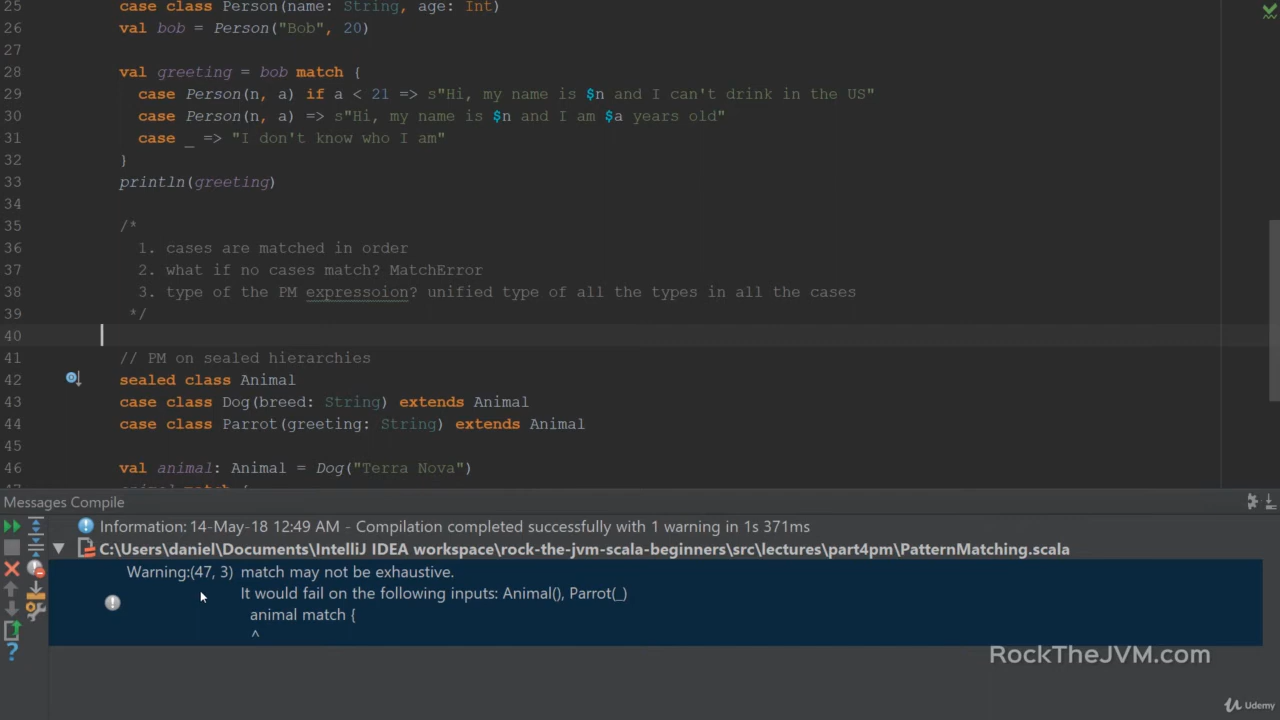 25 case class Person(name: String, age: Int)
26 val bob = Person("Bob", 20)
27
28 val greeting = bob match {
29 case Person(n, a) if a < 21 => s"Hi, my name is $n and I can't drink in the US"
30 case Person(n, a) => s"Hi, my name is $n and I am $a years old"
31 case _ => "I don't know who I am"
32 }
33 println(greeting)
34
35 /*
36 1. cases are matched in order
37 2. what if no cases match? MatchError
38 3. type of the PM expressoion? unified type of all the types in all the cases
39 */
40
41 // PM on sealed hierarchies
42 sealed class Animal
43 case class Dog(breed: String) extends Animal
44 case class Parrot(greeting: String) extends Animal
45
46 val animal: Animal = Dog("Terra Nova")
47 animal match {
Messages Compile
Information: 14-May-18 12:49 AM - Compilation completed successfully with 1 warning in 1s 371ms
C:\Users\daniel\Documents\IntelliJ IDEA workspace\rock-the-jvm-scala-beginners\src\lectures\part4pm\PatternMatching.scala
Warning:(47, 3) match may not be exhaustive.
It would fail on the following inputs: Animal(), Parrot(_)
animal match {
^
RockTheJVM.com
Udemy